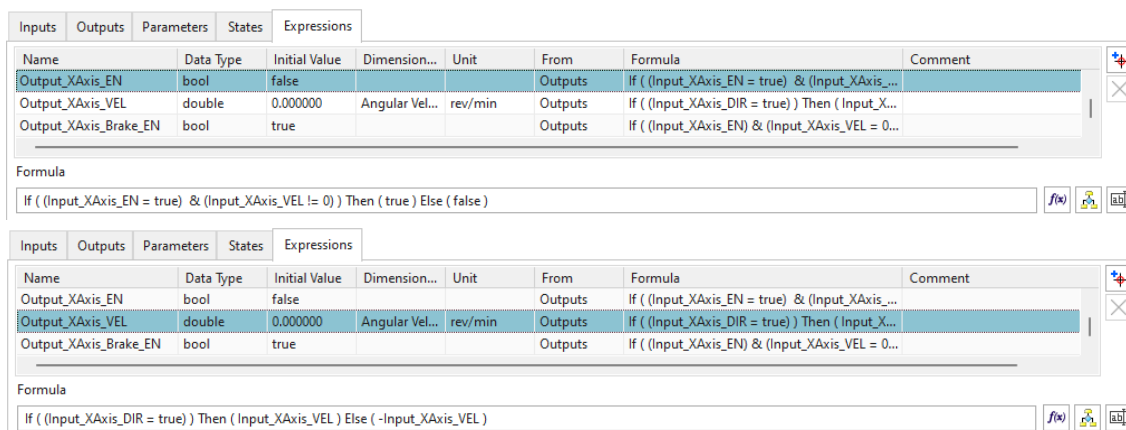 Inputs Outputs Parameters States Expressions
Name Data Type Initial Value Dimension... Unit From Formula Comment
Output_XAxis_EN bool false Outputs If ( (Input_XAxis_EN = true) & (Input_XAxis_...
Output_XAxis_VEL double 0.000000 Angular Vel... rev/min Outputs If ( (Input_XAxis_DIR = true) ) Then ( Input_X...
Output_XAxis_Brake_EN bool true Outputs If ( (Input_XAxis_EN) & (Input_XAxis_VEL = 0...
Formula
If ( (Input_XAxis_EN = true) & (Input_XAxis_VEL != 0) ) Then ( true ) Else ( false )
f(x) ab
Inputs Outputs Parameters States Expressions
Name Data Type Initial Value Dimension... Unit From Formula Comment
Output_XAxis_EN bool false Outputs If ( (Input_XAxis_EN = true) & (Input_XAxis_...
Output_XAxis_VEL double 0.000000 Angular Vel... rev/min Outputs If ( (Input_XAxis_DIR = true) ) Then ( Input_X...
Output_XAxis_Brake_EN bool true Outputs If ( (Input_XAxis_EN) & (Input_XAxis_VEL = 0...
Formula
If ( (Input_XAxis_DIR = true) ) Then ( Input_XAxis_VEL ) Else ( -Input_XAxis_VEL )
f(x) ab